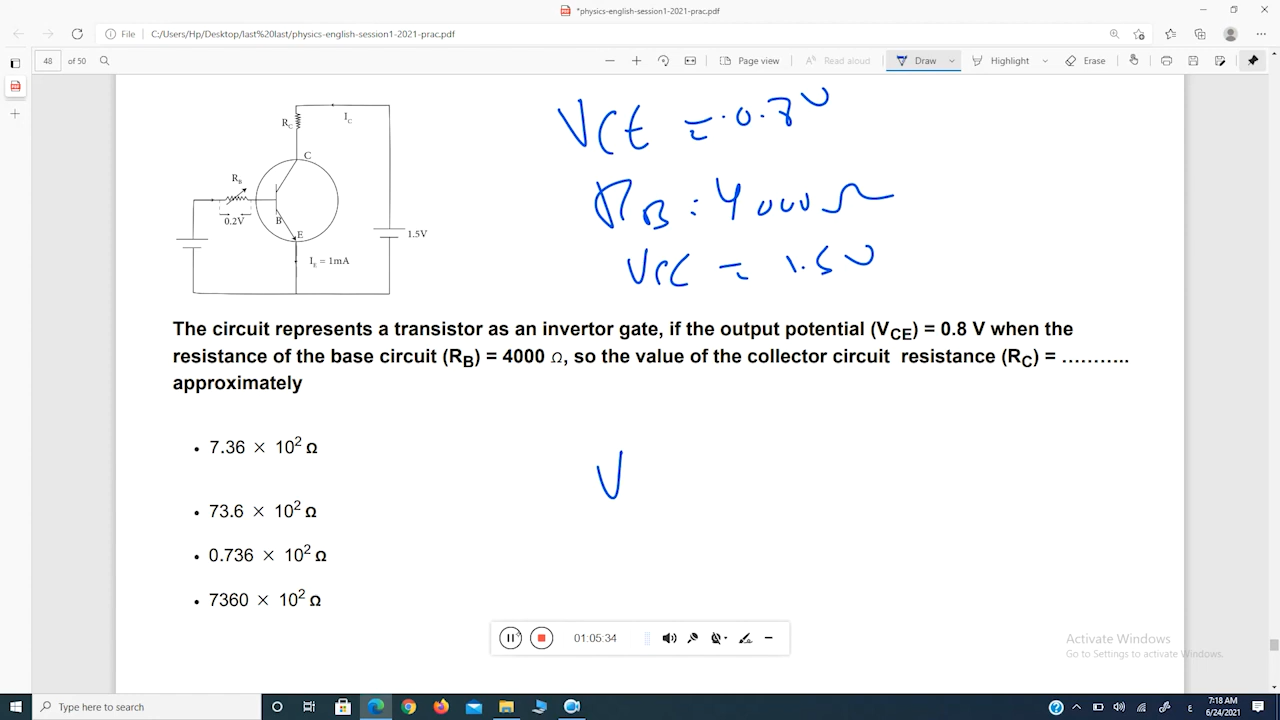 *physics-english-session1-2021-prac.pdf
File C:/Users/Hp/Desktop/last%20last/physics-english-session1-2021-prac.pdf
48 of 50 Page view Read aloud Draw Highlight Erase
VCE = 0.8 V
RB : 4000 Ω
VCC = 1.5 V
RC IC
C
RB
0.2V
B
E
1.5V
IE = 1mA
The circuit represents a transistor as an invertor gate, if the output potential (VCE) = 0.8 V when the
resistance of the base circuit (RB) = 4000 Ω, so the value of the collector circuit resistance (RC) = ………..
approximately
• 7.36 × 10² Ω
V
• 73.6 × 10² Ω
• 0.736 × 10² Ω
• 7360 × 10² Ω
01:05:34
Activate Windows
Go to Settings to activate Windows.
Type here to search
7:18 AM
6/24/2021